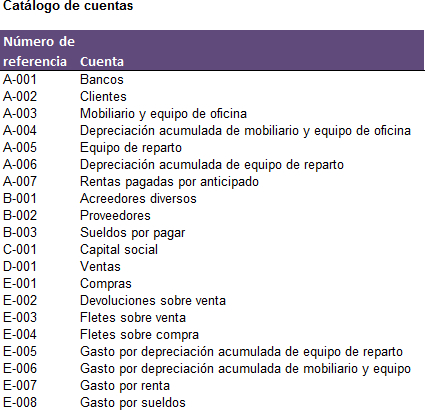 Catálogo de cuentas
Número de
referencia Cuenta
A-001 Bancos
A-002 Clientes
A-003 Mobiliario y equipo de oficina
A-004 Depreciación acumulada de mobiliario y equipo de oficina
A-005 Equipo de reparto
A-006 Depreciación acumulada de equipo de reparto
A-007 Rentas pagadas por anticipado
B-001 Acreedores diversos
B-002 Proveedores
B-003 Sueldos por pagar
C-001 Capital social
D-001 Ventas
E-001 Compras
E-002 Devoluciones sobre venta
E-003 Fletes sobre venta
E-004 Fletes sobre compra
E-005 Gasto por depreciación acumulada de equipo de reparto
E-006 Gasto por depreciación acumulada de mobiliario y equipo
E-007 Gasto por renta
E-008 Gasto por sueldos